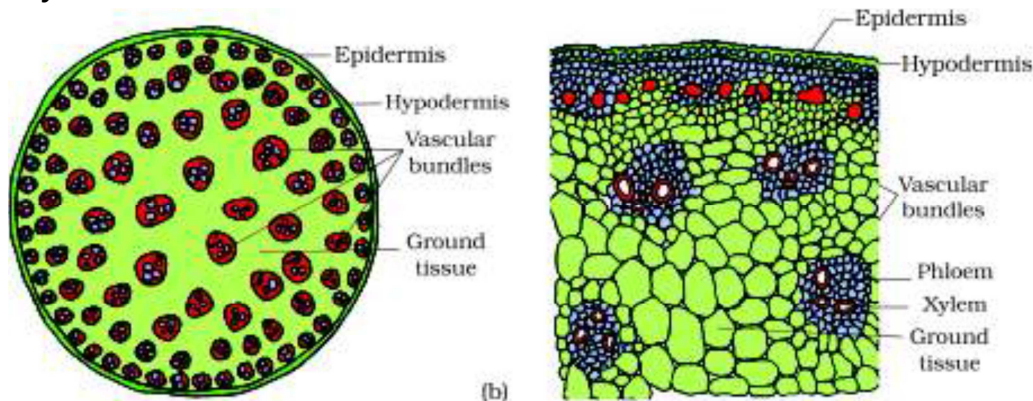 Epidermis
Hypodermis
Vascular
bundles
Ground
tissue
(b)
Epidermis
Hypodermis
Vascular
bundles
Phloem
Xylem
Ground
tissue